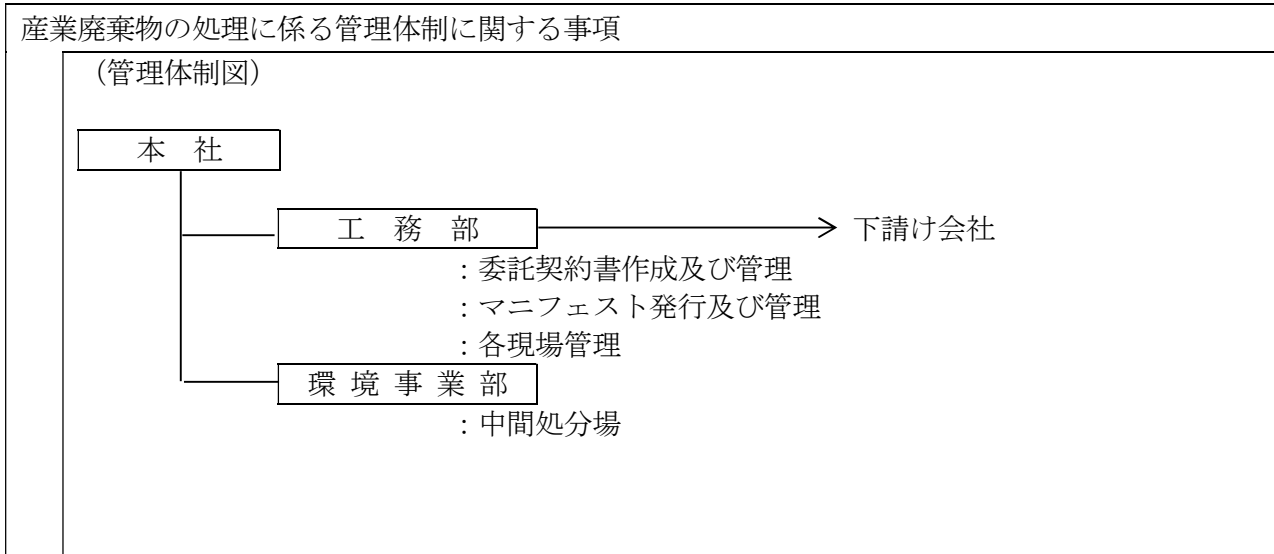 産業廃棄物の処理に係る管理体制に関する事項
（管理体制図）
本 社
工 務 部 下請け会社
：委託契約書作成及び管理
：マニフェスト発行及び管理
：各現場管理
環 境 事 業 部
：中間処分場